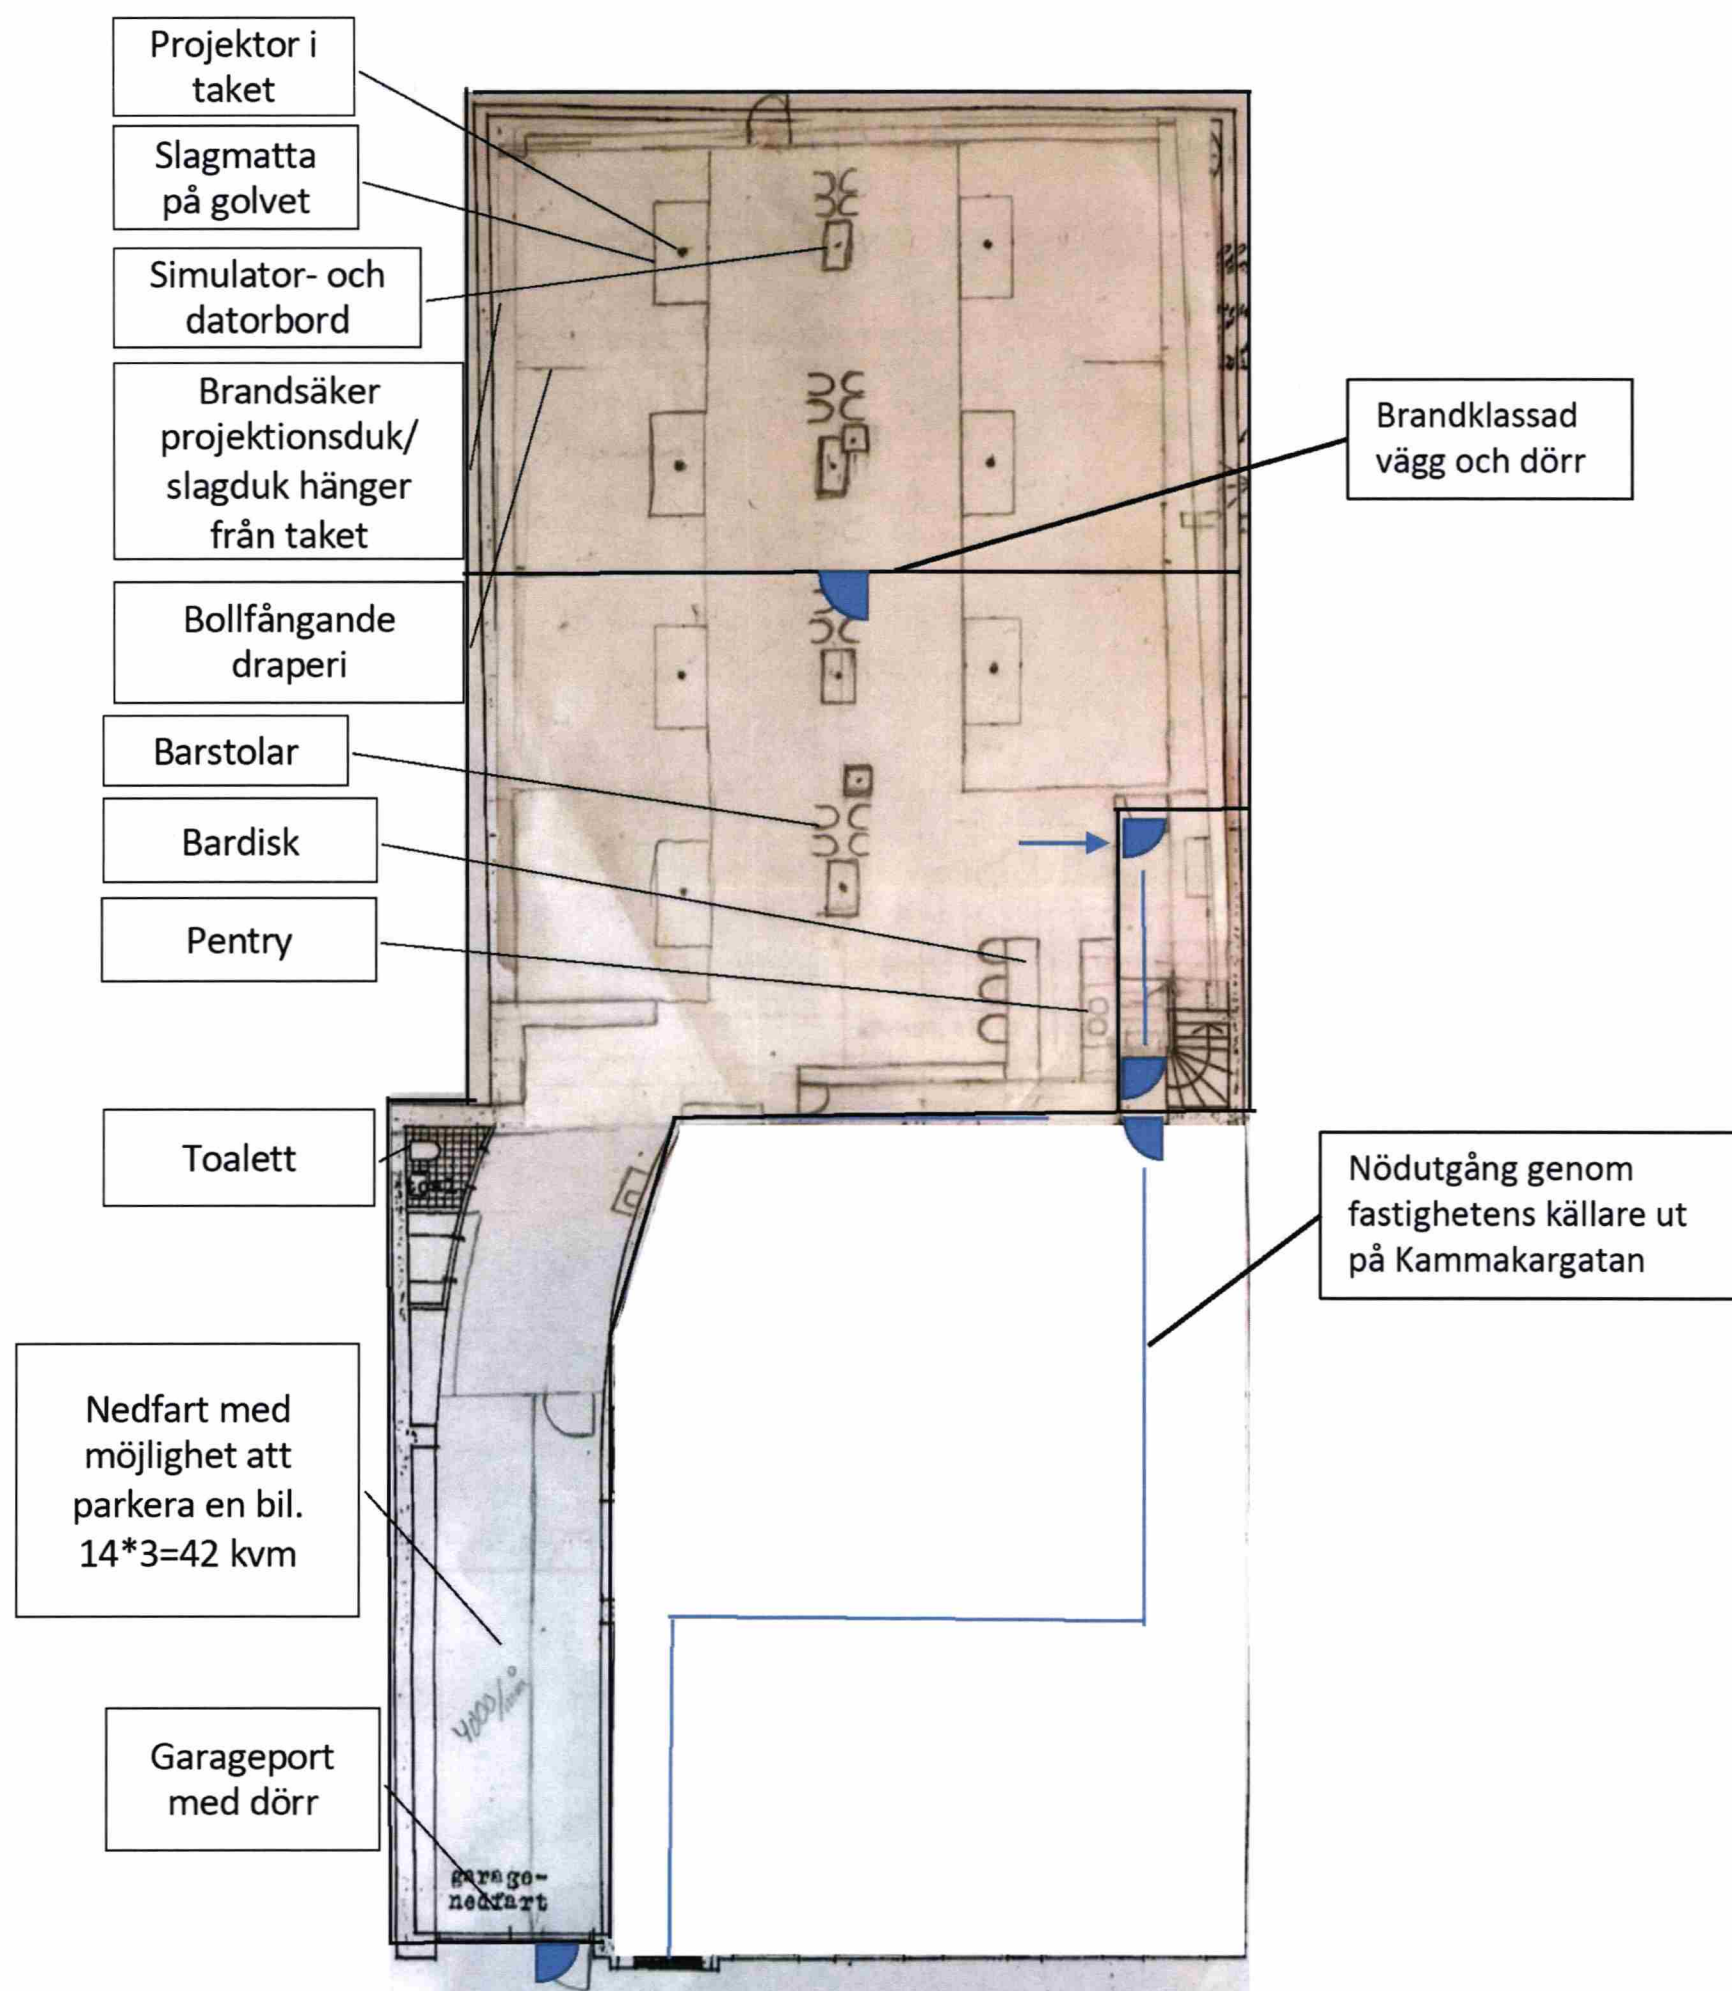 Projektor i
taket
Slagmatta
på golvet
Simulator- och
datorbord
Brandsäker
projektionsduk/
slagduk hänger
från taket
Brandklassad
vägg och dörr
Bollfångande
draperi
Barstolar
Bardisk
Pentry
Toalett
Nödutgång genom
fastighetens källare ut
på Kammakargatan
Nedfart med
möjlighet att
parkera en bil.
14*3=42 kvm
4000/
Garageport
med dörr
garage-
nedfart